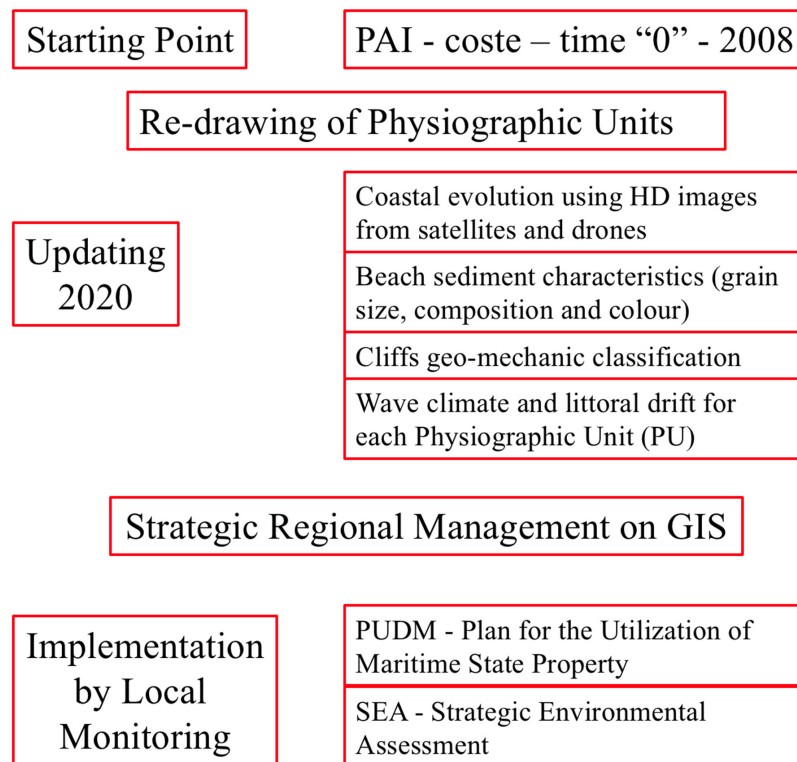 Starting Point
PAI - coste – time “0” - 2008
Re-drawing of Physiographic Units
Updating
2020
Coastal evolution using HD images
from satellites and drones
Beach sediment characteristics (grain
size, composition and colour)
Cliffs geo-mechanic classification
Wave climate and littoral drift for
each Physiographic Unit (PU)
Strategic Regional Management on GIS
Implementation
by Local
Monitoring
PUDM - Plan for the Utilization of
Maritime State Property
SEA - Strategic Environmental
Assessment